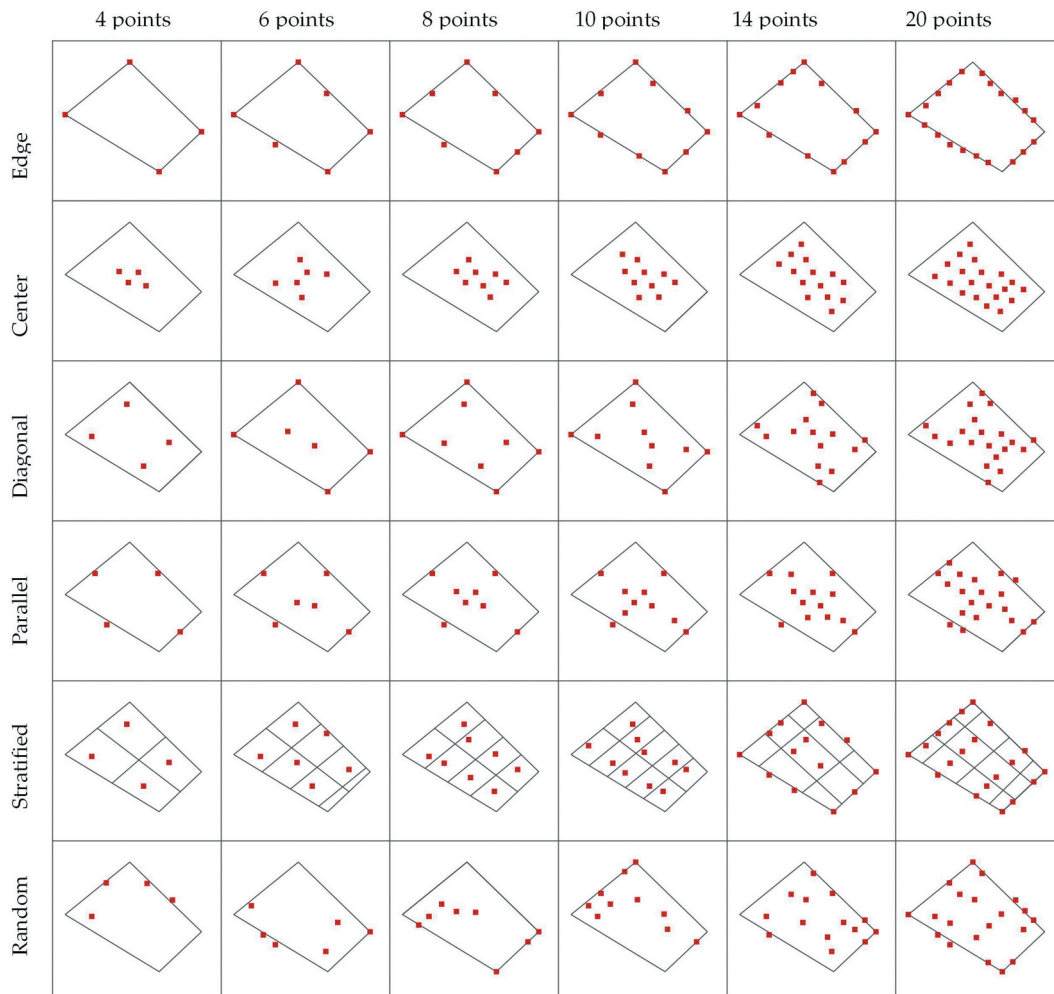 4 points 6 points 8 points 10 points 14 points 20 points
Edge
Center
Diagonal
Parallel
Stratified
Random